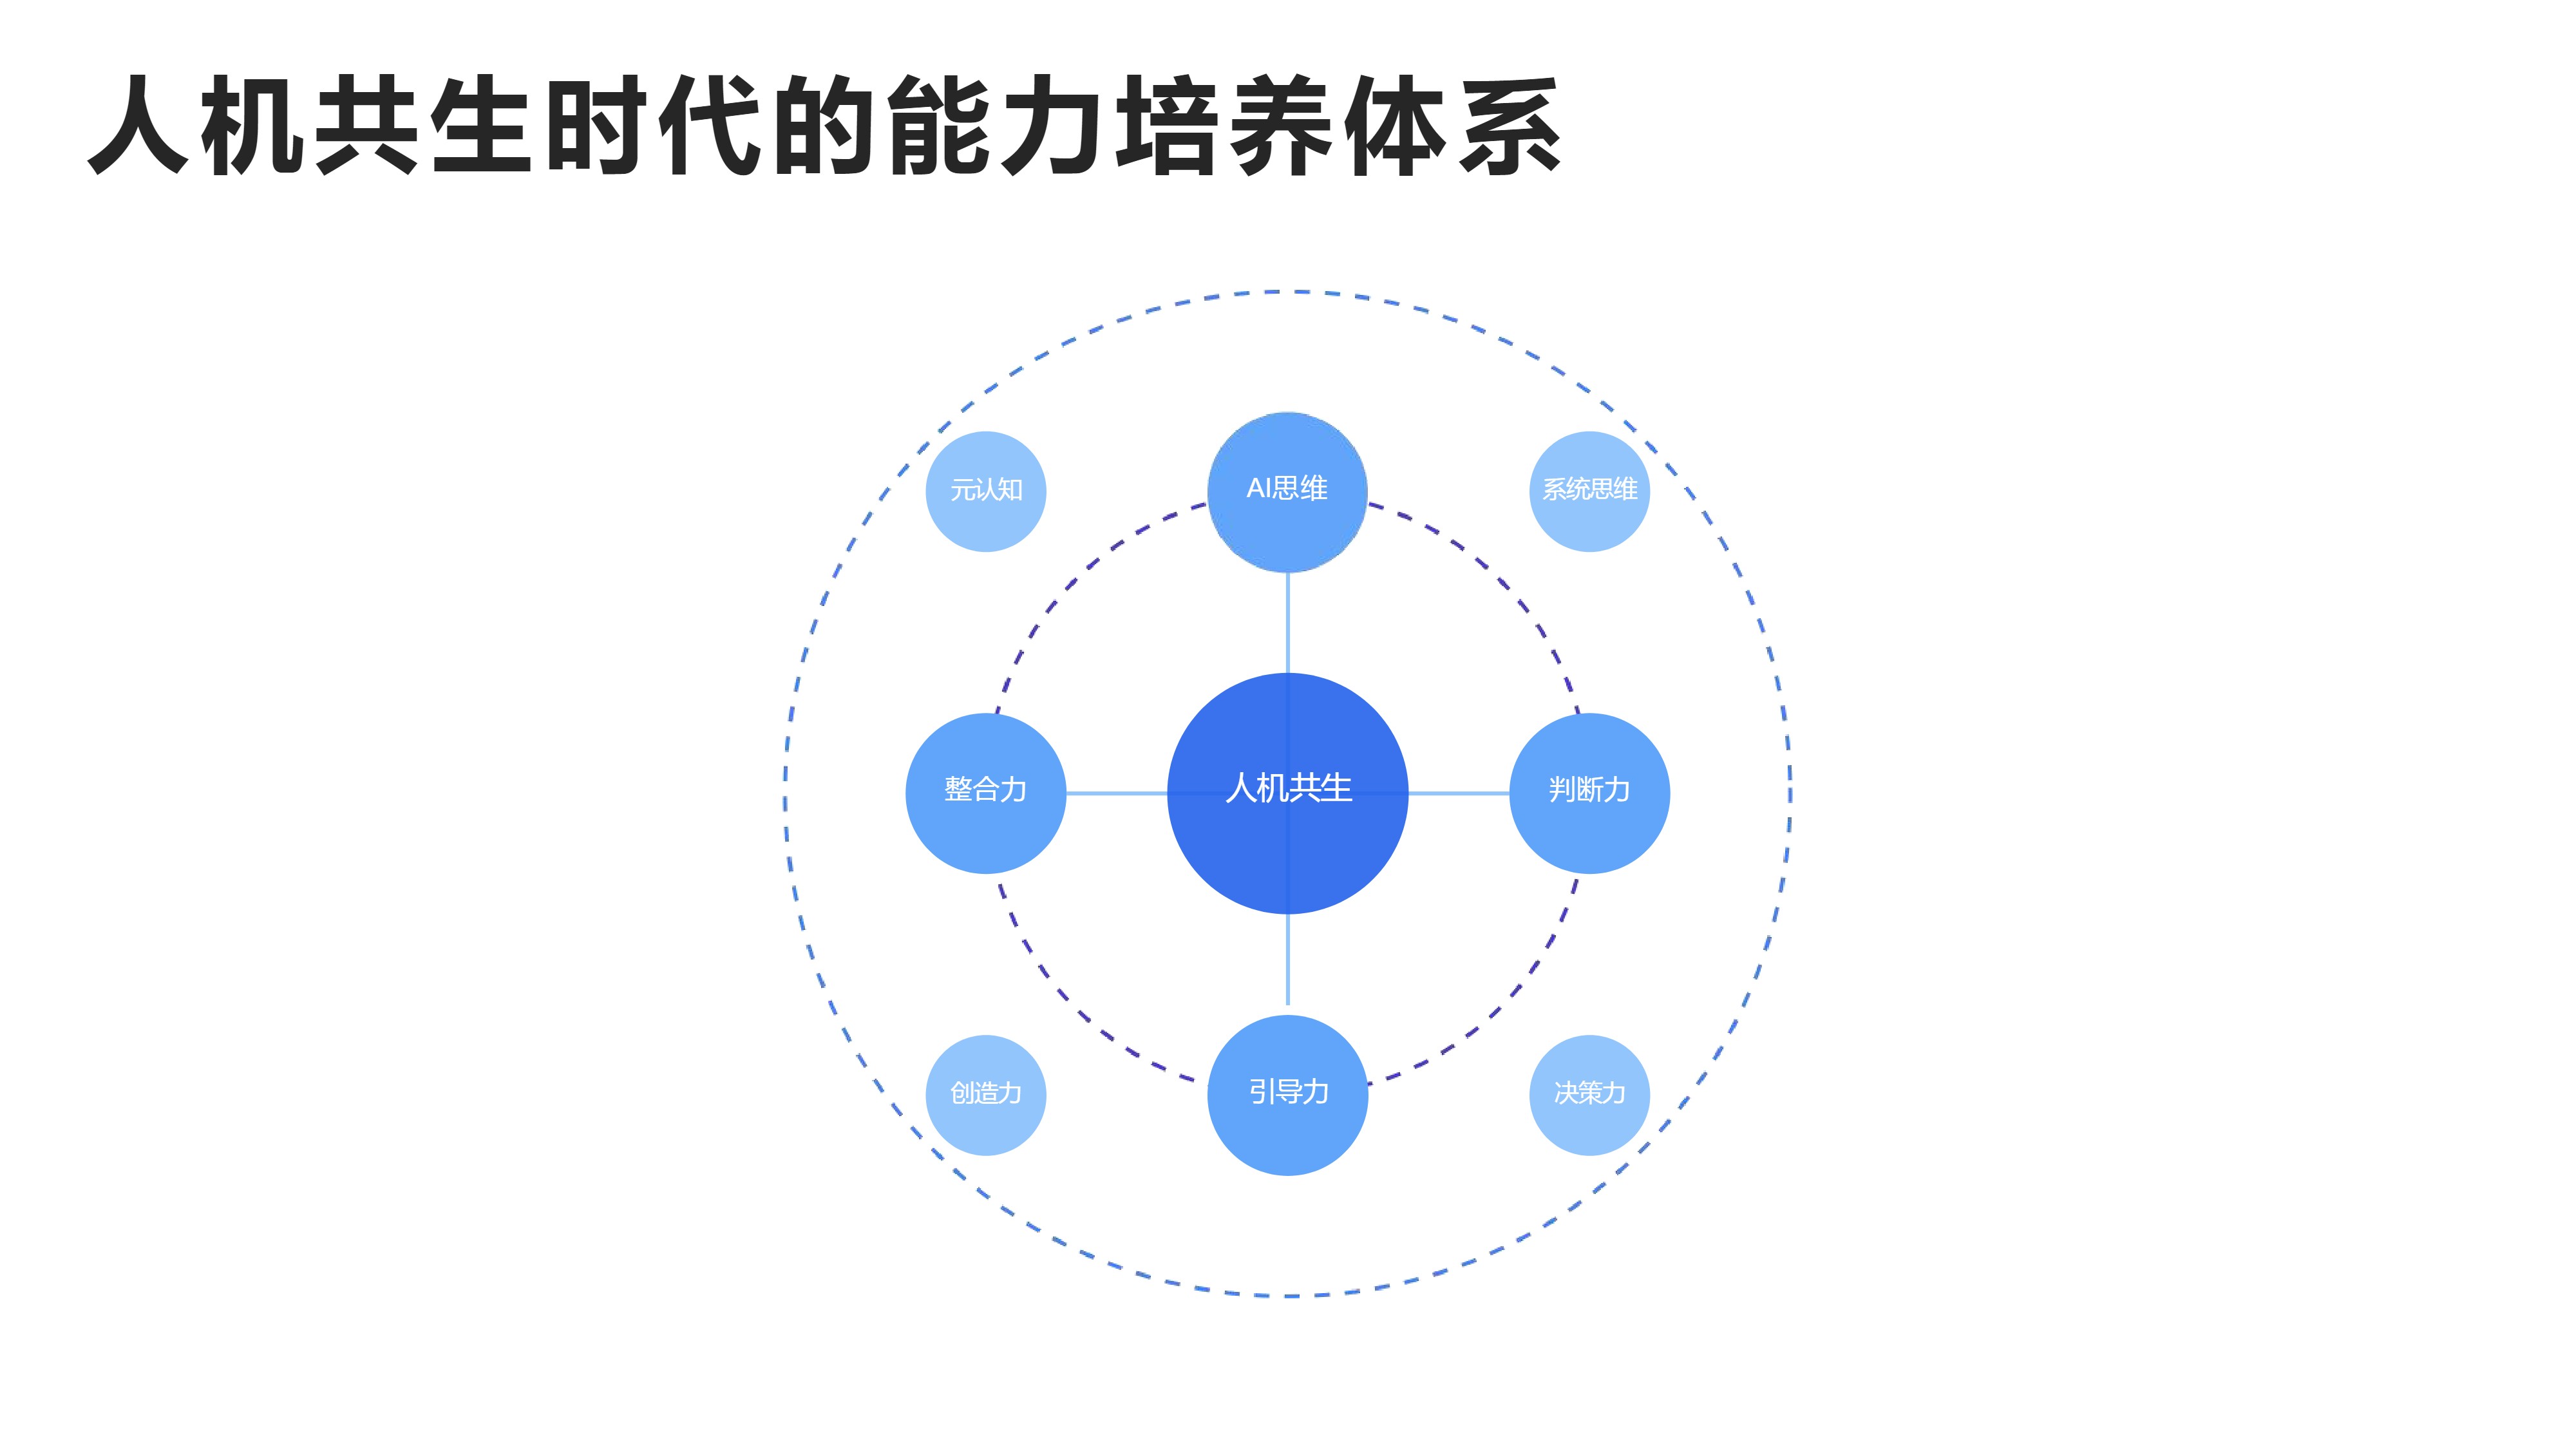 人机共生时代的能力培养体系
元认知
AI思维
系统思维
整合力
人机共生
判断力
创造力
引导力
决策力